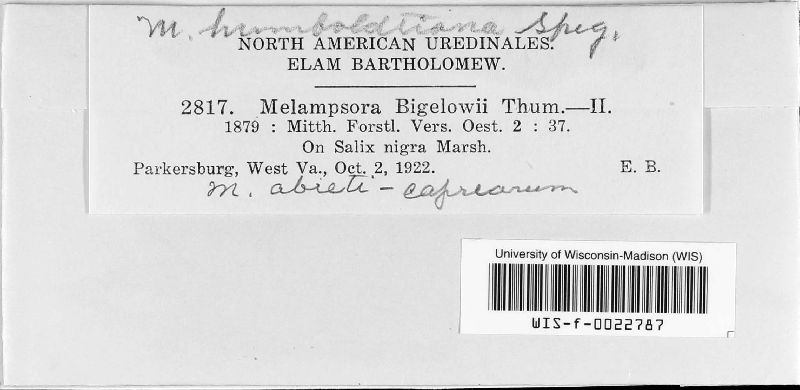 M. humboldtiana Speg.
NORTH AMERICAN UREDINALES.
ELAM BARTHOLOMEW.
2817. Melampsora Bigelowii Thum.—II.
1879 : Mitth. Forstl. Vers. Oest. 2 : 37.
On Salix nigra Marsh.
Parkersburg, West Va., Oct. 2, 1922. E. B.
M. abieti - caprearum
University of Wisconsin-Madison (WIS)
WIS-f-0022787